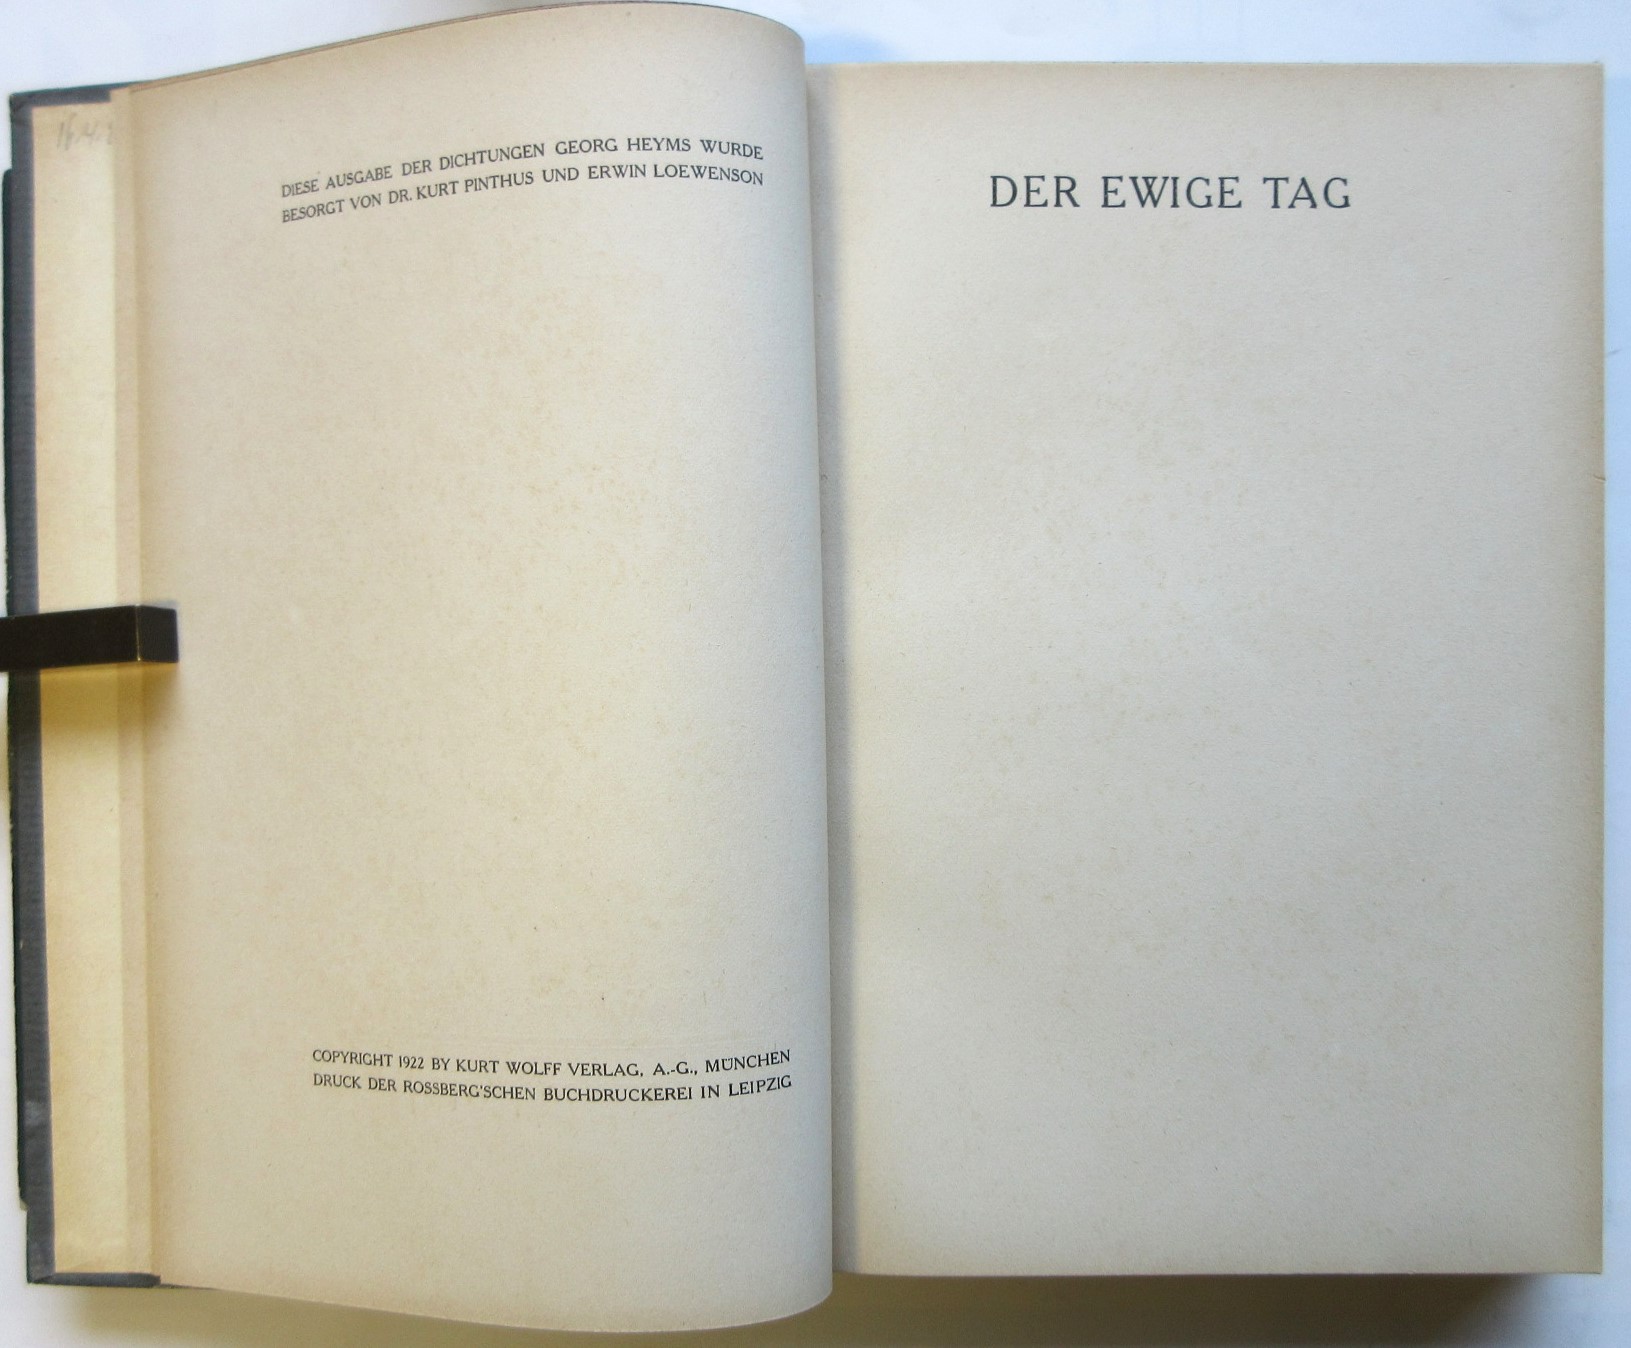 DIESE AUSGABE DER DICHTUNGEN GEORG HEYMS WURDE
BESORGT VON DR. KURT PINTHUS UND ERWIN LOEWENSON
COPYRIGHT 1922 BY KURT WOLFF VERLAG, A.-G., MÜNCHEN
DRUCK DER ROSSBERG'SCHEN BUCHDRUCKEREI IN LEIPZIG
DER EWIGE TAG